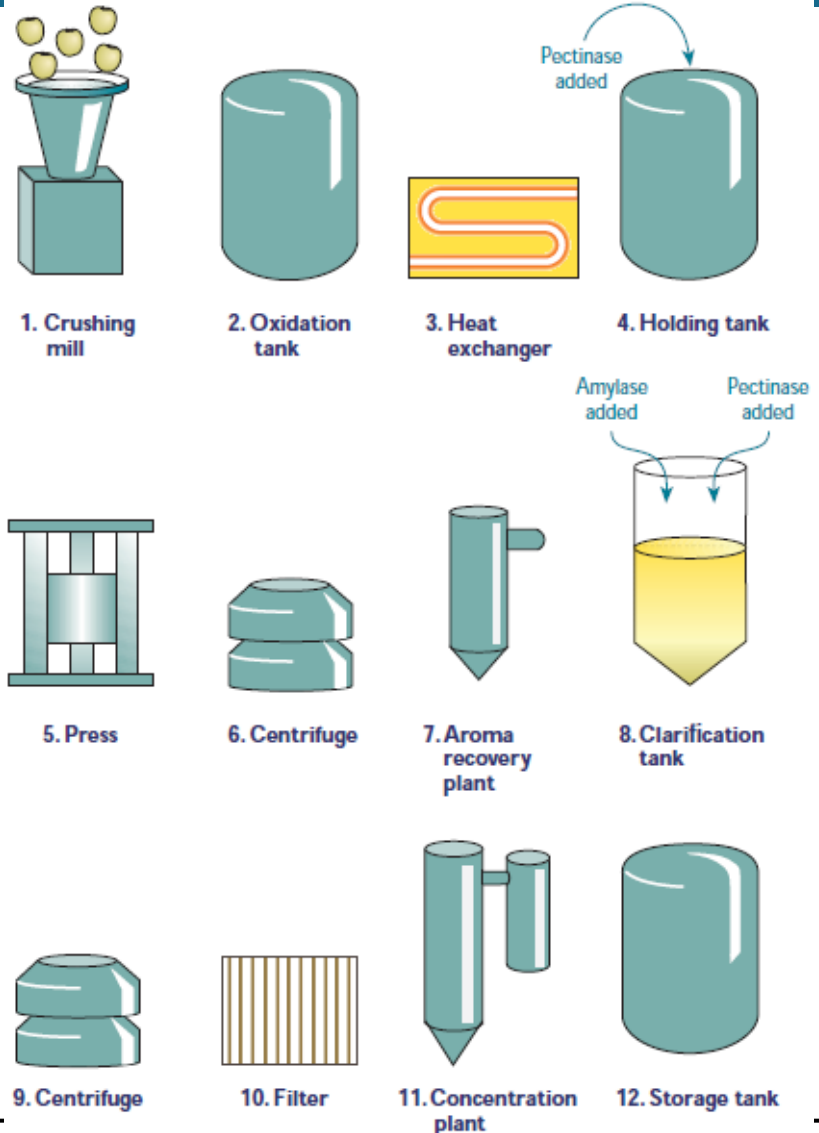 Pectinase
added
1. Crushing
mill
2. Oxidation
tank
3. Heat
exchanger
4. Holding tank
Amylase
added
Pectinase
added
5. Press
6. Centrifuge
7. Aroma
recovery
plant
8. Clarification
tank
9. Centrifuge
10. Filter
11. Concentration
plant
12. Storage tank